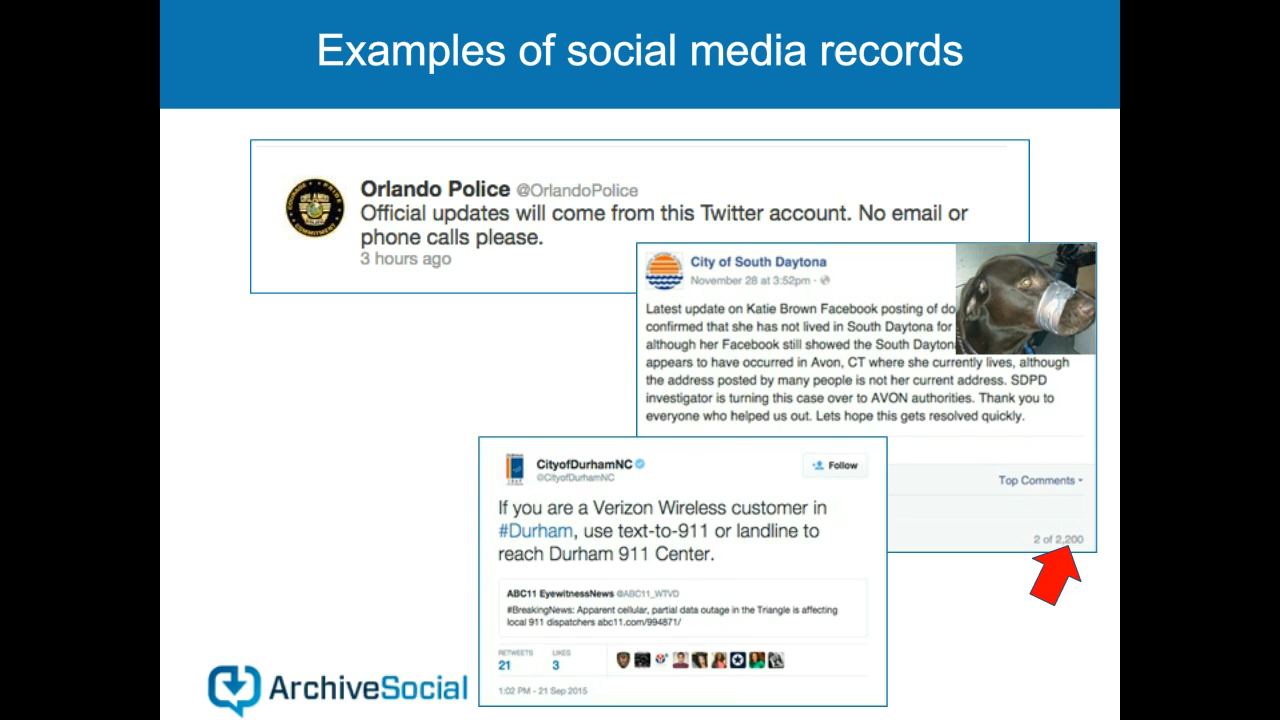 Examples of social media records
Orlando Police @OrlandoPolice
Official updates will come from this Twitter account. No email or
phone calls please.
3 hours ago
City of South Daytona
November 28 at 3:52pm ·
Latest update on Katie Brown Facebook posting of do
confirmed that she has not lived in South Daytona for
although her Facebook still showed the South Dayton
appears to have occurred in Avon, CT where she currently lives, although
the address posted by many people is not her current address. SDPD
investigator is turning this case over to AVON authorities. Thank you to
everyone who helped us out. Lets hope this gets resolved quickly.
Top Comments
2 of 2,200
CityofDurhamNC
@CityofDurhamNC
Follow
If you are a Verizon Wireless customer in
#Durham, use text-to-911 or landline to
reach Durham 911 Center.
ABC11 EyewitnessNews @ABC11_WTVD
#BreakingNews: Apparent cellular, partial data outage in the Triangle is affecting
local 911 dispatchers abc11.com/994871/
RETWEETS LIKES
21 3
1:02 PM - 21 Sep 2015
ArchiveSocial